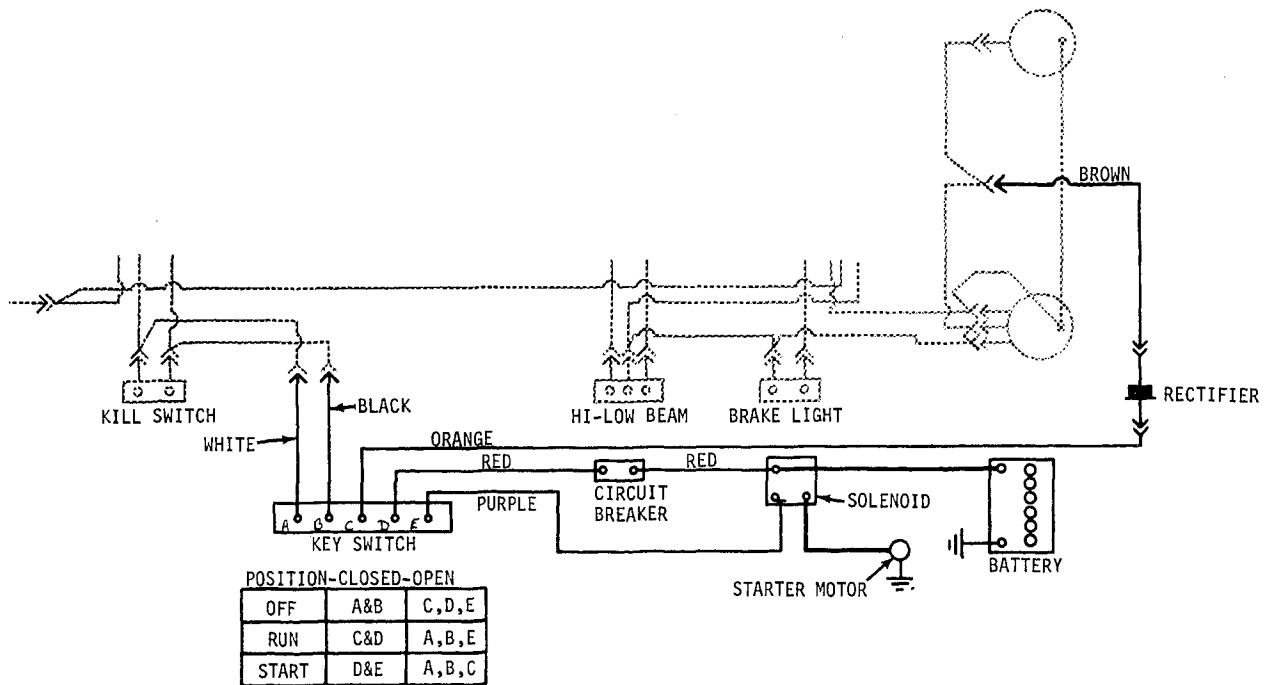 BROWN
RECTIFIER
KILL SWITCH
HI-LOW BEAM
BRAKE LIGHT
BLACK
WHITE
ORANGE
RED
RED
CIRCUIT
BREAKER
SOLENOID
PURPLE
A B C D E
KEY SWITCH
BATTERY
STARTER MOTOR
POSITION-CLOSED-OPEN
OFF A&B C,D,E
RUN C&D A,B,E
START D&E A,B,C